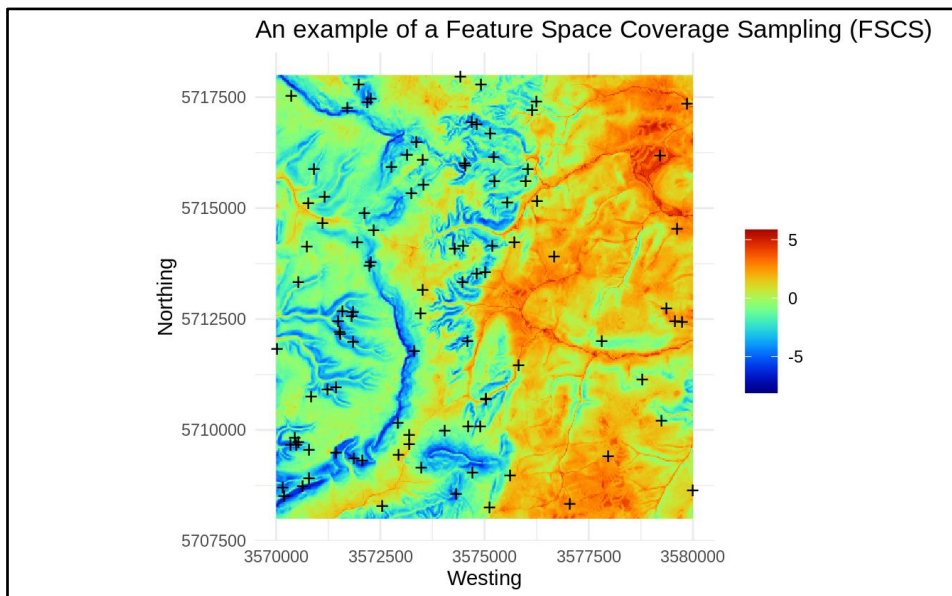 An example of a Feature Space Coverage Sampling (FSCS)
5717500
5715000
5712500
5710000
5707500
Northing
3570000 3572500 3575000 3577500 3580000
Westing
5
0
-5